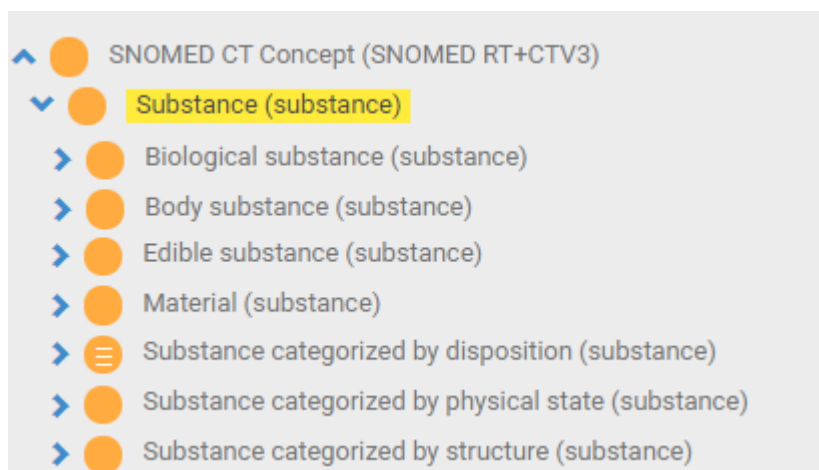 SNOMED CT Concept (SNOMED RT+CTV3)
Substance (substance)
Biological substance (substance)
Body substance (substance)
Edible substance (substance)
Material (substance)
Substance categorized by disposition (substance)
Substance categorized by physical state (substance)
Substance categorized by structure (substance)